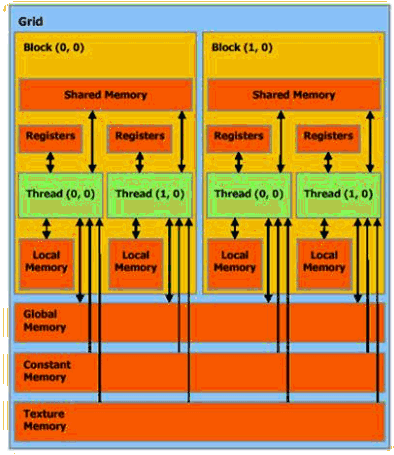 Grid
Block (0, 0)
Block (1, 0)
Shared Memory
Shared Memory
Registers
Registers
Registers
Registers
Thread (0, 0)
Thread (1, 0)
Thread (0, 0)
Thread (1, 0)
Local
Memory
Local
Memory
Local
Memory
Local
Memory
Global
Memory
Constant
Memory
Texture
Memory